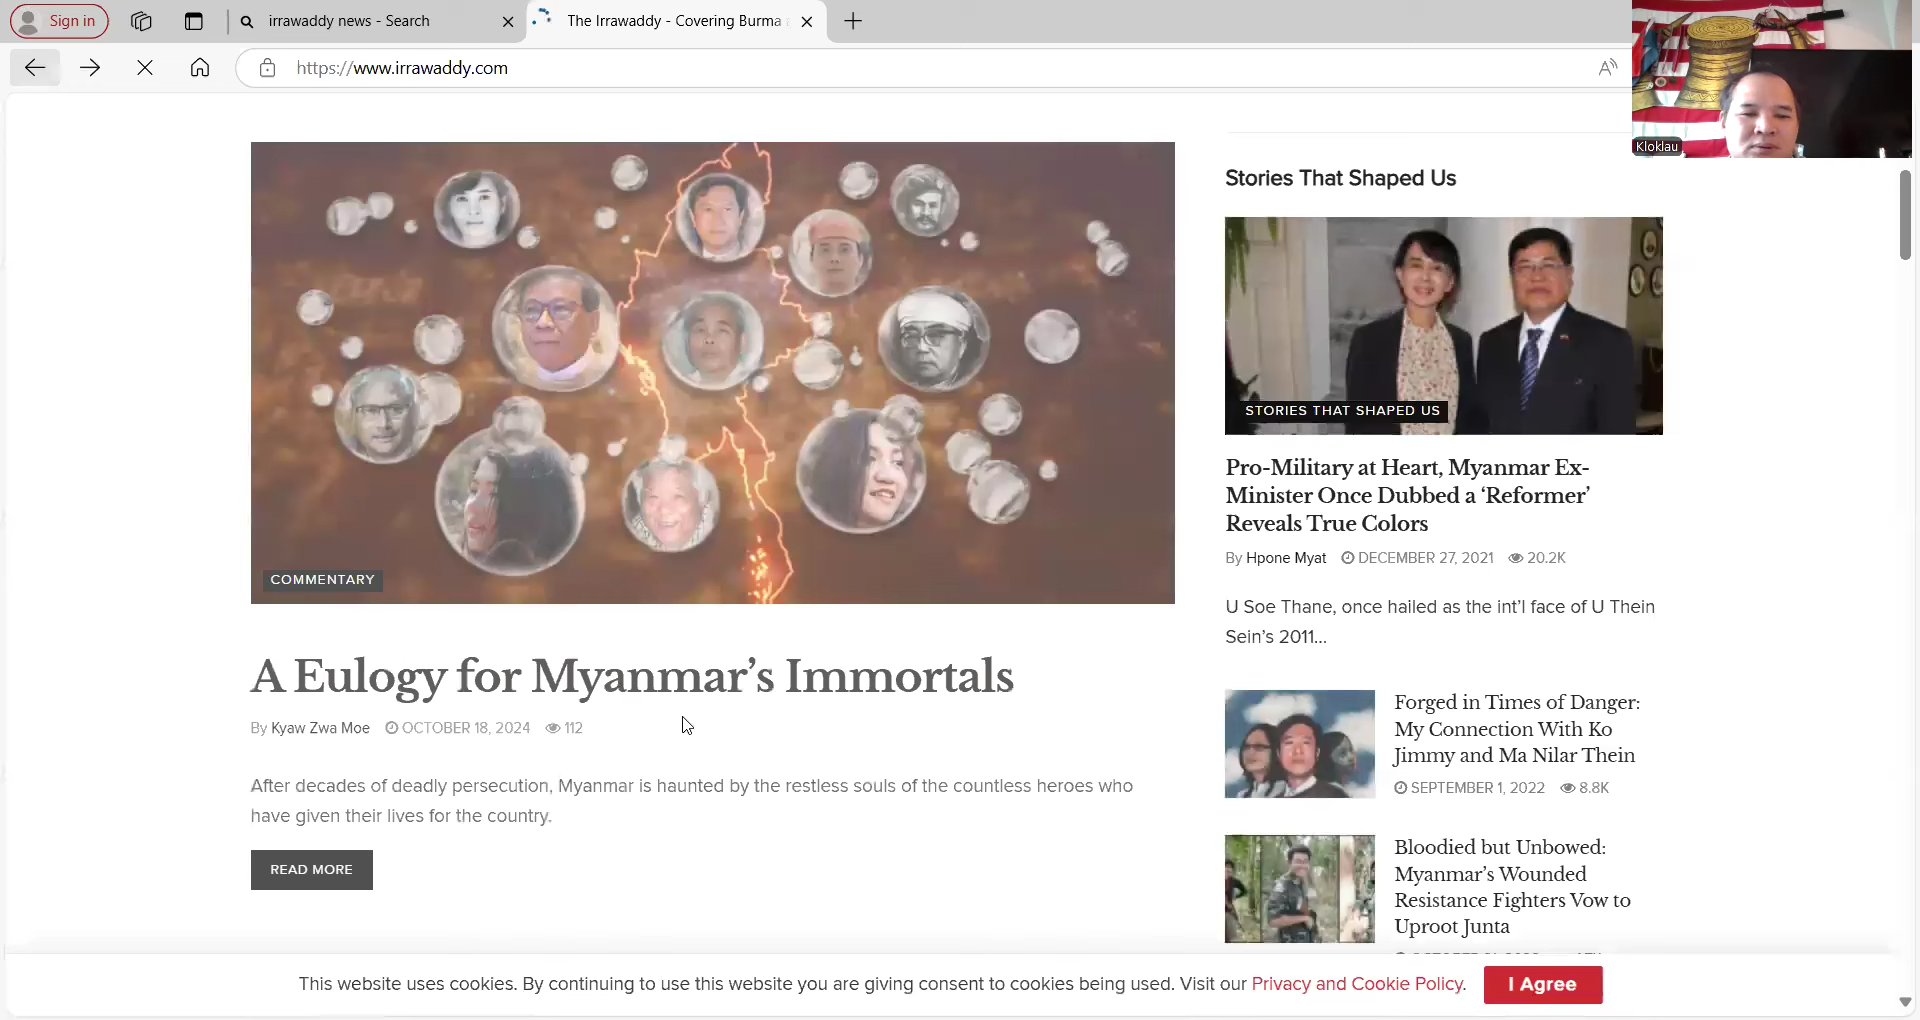 Sign in
irrawaddy news - Search
The Irrawaddy - Covering Burma
https://www.irrawaddy.com
Kloklau
COMMENTARY
A Eulogy for Myanmar's Immortals
By Kyaw Zwa Moe OCTOBER 18, 2024 112
After decades of deadly persecution, Myanmar is haunted by the restless souls of the countless heroes who
have given their lives for the country.
READ MORE
Stories That Shaped Us
STORIES THAT SHAPED US
Pro-Military at Heart, Myanmar Ex-
Minister Once Dubbed a ‘Reformer’
Reveals True Colors
By Hpone Myat DECEMBER 27, 2021 20.2K
U Soe Thane, once hailed as the int'l face of U Thein
Sein's 2011...
Forged in Times of Danger:
My Connection With Ko
Jimmy and Ma Nilar Thein
SEPTEMBER 1, 2022 8.8K
Bloodied but Unbowed:
Myanmar's Wounded
Resistance Fighters Vow to
Uproot Junta
This website uses cookies. By continuing to use this website you are giving consent to cookies being used. Visit our Privacy and Cookie Policy.
I Agree